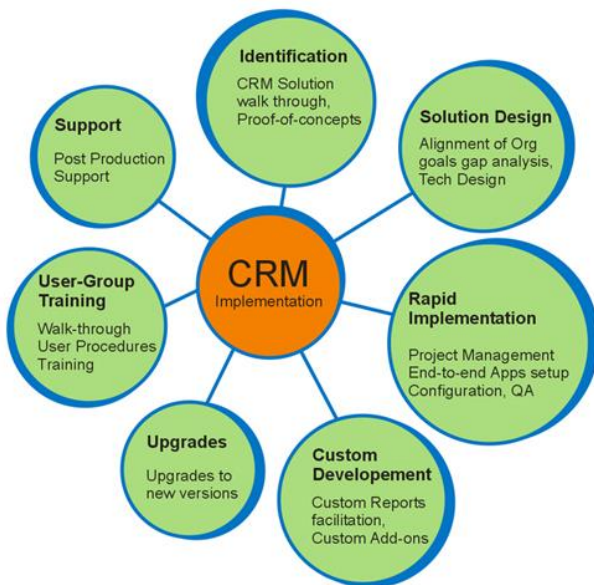 Identification
CRM Solution
walk through,
Proof-of-concepts
Solution Design
Alignment of Org
goals gap analysis,
Tech Design
Rapid
Implementation
Project Management
End-to-end Apps setup
Configuration, QA
Custom
Developement
Custom Reports
facilitation,
Custom Add-ons
Upgrades
Upgrades to
new versions
User-Group
Training
Walk-through
User Procedures
Training
Support
Post Production
Support
CRM
Implementation